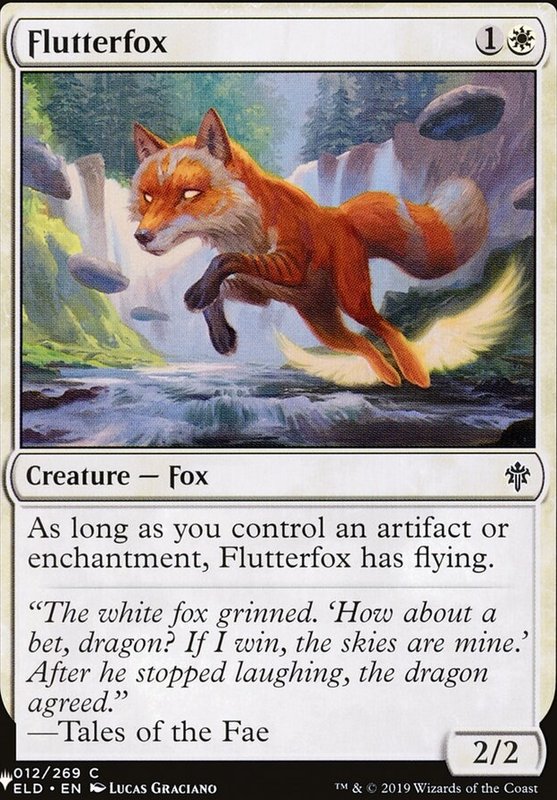 Flutterfox 1
Creature — Fox
As long as you control an artifact or
enchantment, Flutterfox has flying.
“The white fox grinned. ‘How about a
bet, dragon? If I win, the skies are mine.’
After he stopped laughing, the dragon
agreed.”
—Tales of the Fae
2/2
012/269 C
ELD • EN Lucas Graciano
™ & © 2019 Wizards of the Coast